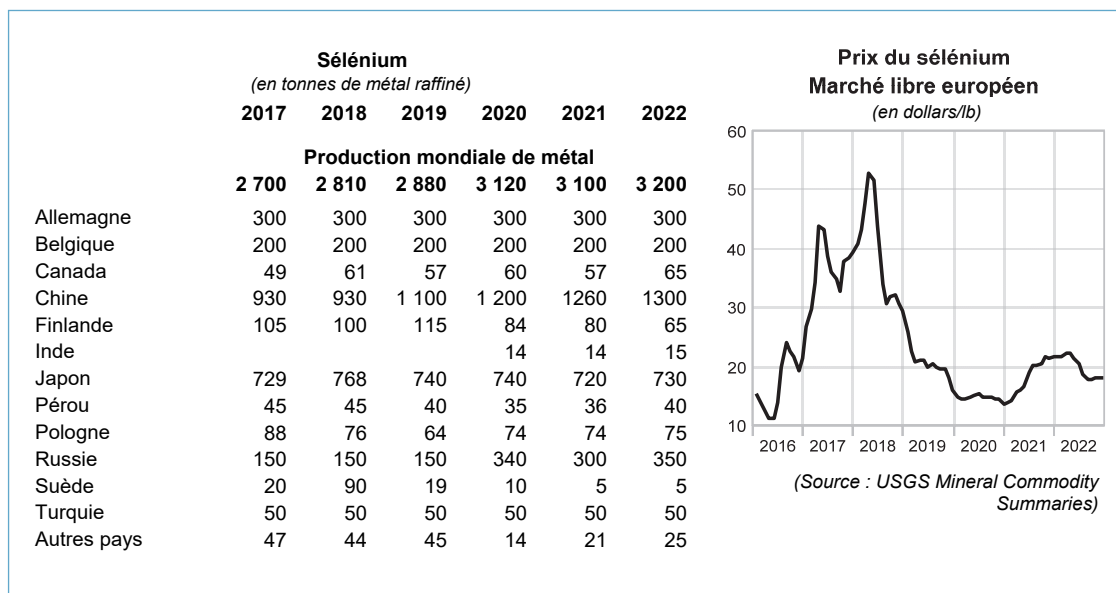 Sélénium
(en tonnes de métal raffiné)
2017 2018 2019 2020 2021 2022
Production mondiale de métal
2 700 2 810 2 880 3 120 3 100 3 200
Allemagne 300 300 300 300 300 300
Belgique 200 200 200 200 200 200
Canada 49 61 57 60 57 65
Chine 930 930 1 100 1 200 1260 1300
Finlande 105 100 115 84 80 65
Inde 14 14 15
Japon 729 768 740 740 720 730
Pérou 45 45 40 35 36 40
Pologne 88 76 64 74 74 75
Russie 150 150 150 340 300 350
Suède 20 90 19 10 5 5
Turquie 50 50 50 50 50 50
Autres pays 47 44 45 14 21 25
Prix du sélénium
Marché libre européen
(en dollars/lb)
60
50
40
30
20
10
2016 2017 2018 2019 2020 2021 2022
(Source : USGS Mineral Commodity
Summaries)